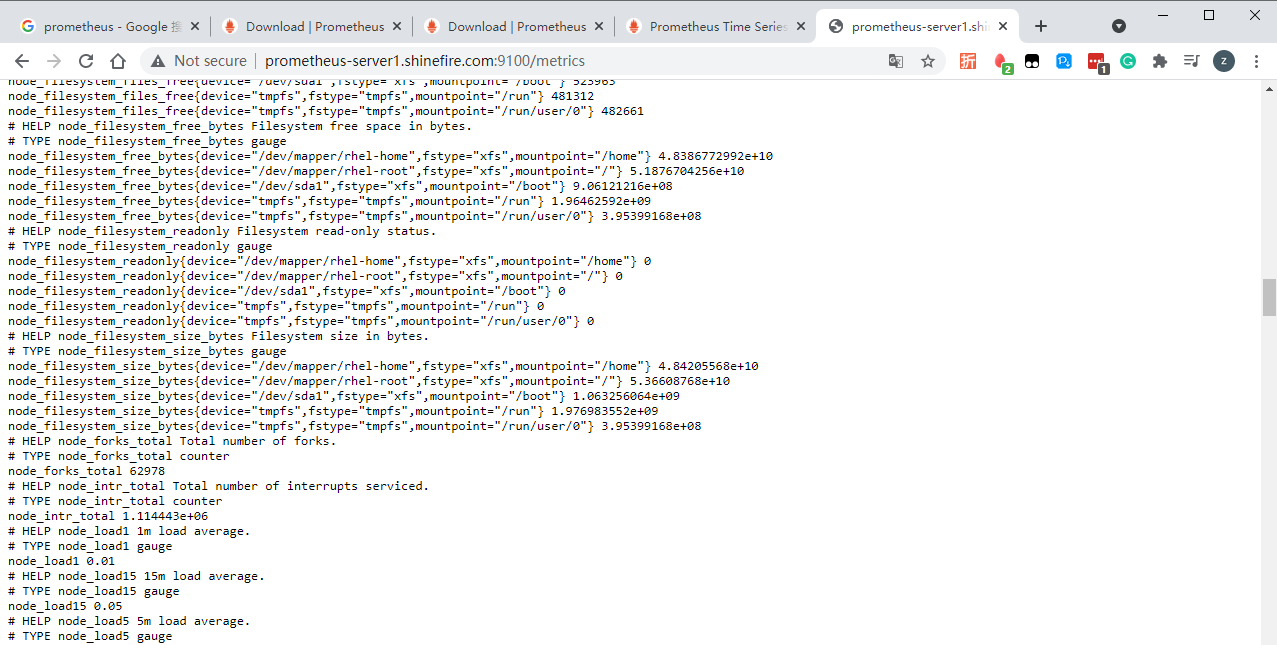 prometheus - Google 搜
Download | Prometheus
Download | Prometheus
Prometheus Time Series
prometheus-server1.shi
Not secure
prometheus-server1.shinefire.com:9100/metrics
折
2
1
z
node_filesystem_files_free{device="/dev/sda1",fstype="xfs",mountpoint="/boot"} 523963
node_filesystem_files_free{device="tmpfs",fstype="tmpfs",mountpoint="/run"} 481312
node_filesystem_files_free{device="tmpfs",fstype="tmpfs",mountpoint="/run/user/0"} 482661
# HELP node_filesystem_free_bytes Filesystem free space in bytes.
# TYPE node_filesystem_free_bytes gauge
node_filesystem_free_bytes{device="/dev/mapper/rhel-home",fstype="xfs",mountpoint="/home"} 4.8386772992e+10
node_filesystem_free_bytes{device="/dev/mapper/rhel-root",fstype="xfs",mountpoint="/"} 5.1876704256e+10
node_filesystem_free_bytes{device="/dev/sda1",fstype="xfs",mountpoint="/boot"} 9.06121216e+08
node_filesystem_free_bytes{device="tmpfs",fstype="tmpfs",mountpoint="/run"} 1.96462592e+09
node_filesystem_free_bytes{device="tmpfs",fstype="tmpfs",mountpoint="/run/user/0"} 3.95399168e+08
# HELP node_filesystem_readonly Filesystem read-only status.
# TYPE node_filesystem_readonly gauge
node_filesystem_readonly{device="/dev/mapper/rhel-home",fstype="xfs",mountpoint="/home"} 0
node_filesystem_readonly{device="/dev/mapper/rhel-root",fstype="xfs",mountpoint="/"} 0
node_filesystem_readonly{device="/dev/sda1",fstype="xfs",mountpoint="/boot"} 0
node_filesystem_readonly{device="tmpfs",fstype="tmpfs",mountpoint="/run"} 0
node_filesystem_readonly{device="tmpfs",fstype="tmpfs",mountpoint="/run/user/0"} 0
# HELP node_filesystem_size_bytes Filesystem size in bytes.
# TYPE node_filesystem_size_bytes gauge
node_filesystem_size_bytes{device="/dev/mapper/rhel-home",fstype="xfs",mountpoint="/home"} 4.84205568e+10
node_filesystem_size_bytes{device="/dev/mapper/rhel-root",fstype="xfs",mountpoint="/"} 5.36608768e+10
node_filesystem_size_bytes{device="/dev/sda1",fstype="xfs",mountpoint="/boot"} 1.063256064e+09
node_filesystem_size_bytes{device="tmpfs",fstype="tmpfs",mountpoint="/run"} 1.976983552e+09
node_filesystem_size_bytes{device="tmpfs",fstype="tmpfs",mountpoint="/run/user/0"} 3.95399168e+08
# HELP node_forks_total Total number of forks.
# TYPE node_forks_total counter
node_forks_total 62978
# HELP node_intr_total Total number of interrupts serviced.
# TYPE node_intr_total counter
node_intr_total 1.114443e+06
# HELP node_load1 1m load average.
# TYPE node_load1 gauge
node_load1 0.01
# HELP node_load15 15m load average.
# TYPE node_load15 gauge
node_load15 0.05
# HELP node_load5 5m load average.
# TYPE node_load5 gauge